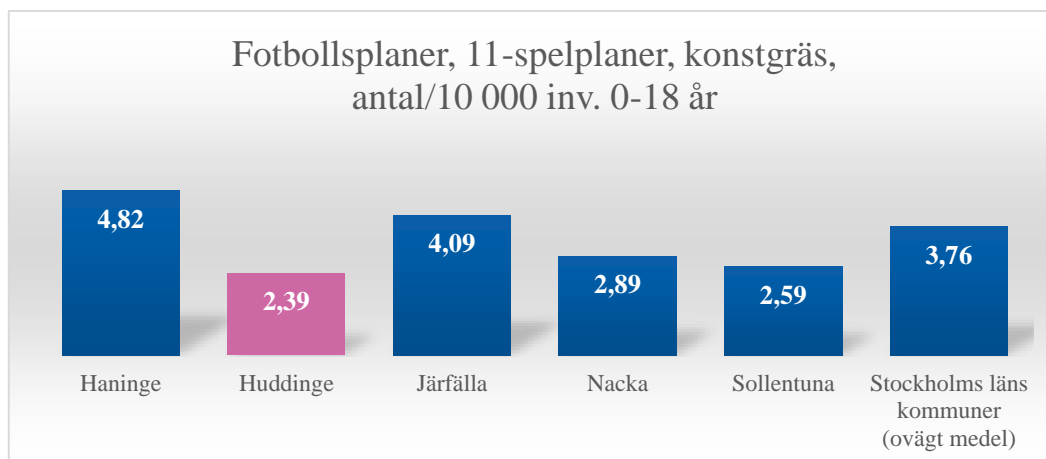 Fotbollsplaner, 11-spelplaner, konstgräs,
antal/10 000 inv. 0-18 år
4,82
2,39
4,09
2,89
2,59
3,76
Haninge
Huddinge
Järfälla
Nacka
Sollentuna
Stockholms läns
kommuner
(ovägt medel)